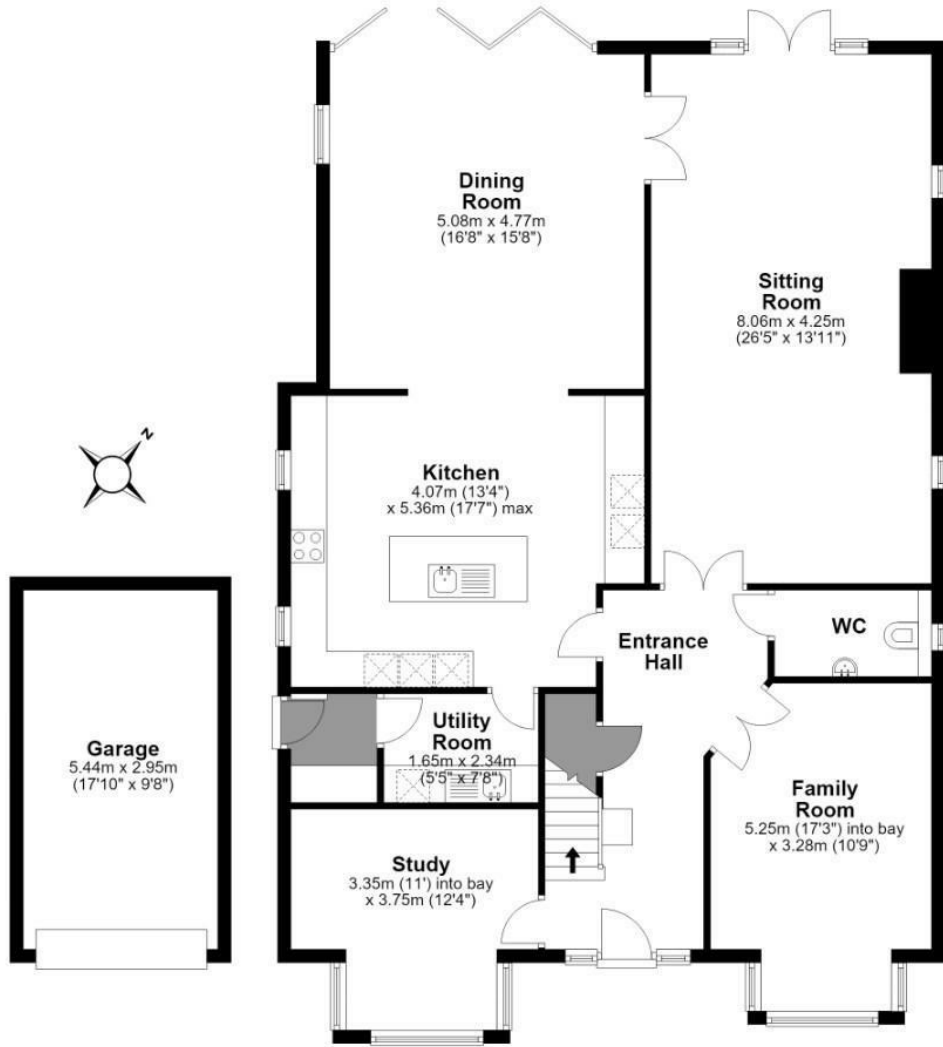 Dining
Room
5.08m x 4.77m
(16'8" x 15'8")
Sitting
Room
8.06m x 4.25m
(26'5" x 13'11")
N
Kitchen
4.07m (13'4")
x 5.36m (17'7") max
Entrance
Hall
WC
Garage
5.44m x 2.95m
(17'10" x 9'8")
Utility
Room
1.65m x 2.34m
(5'5" x 7'8")
Family
Room
5.25m (17'3") into bay
x 3.28m (10'9")
Study
3.35m (11') into bay
x 3.75m (12'4")